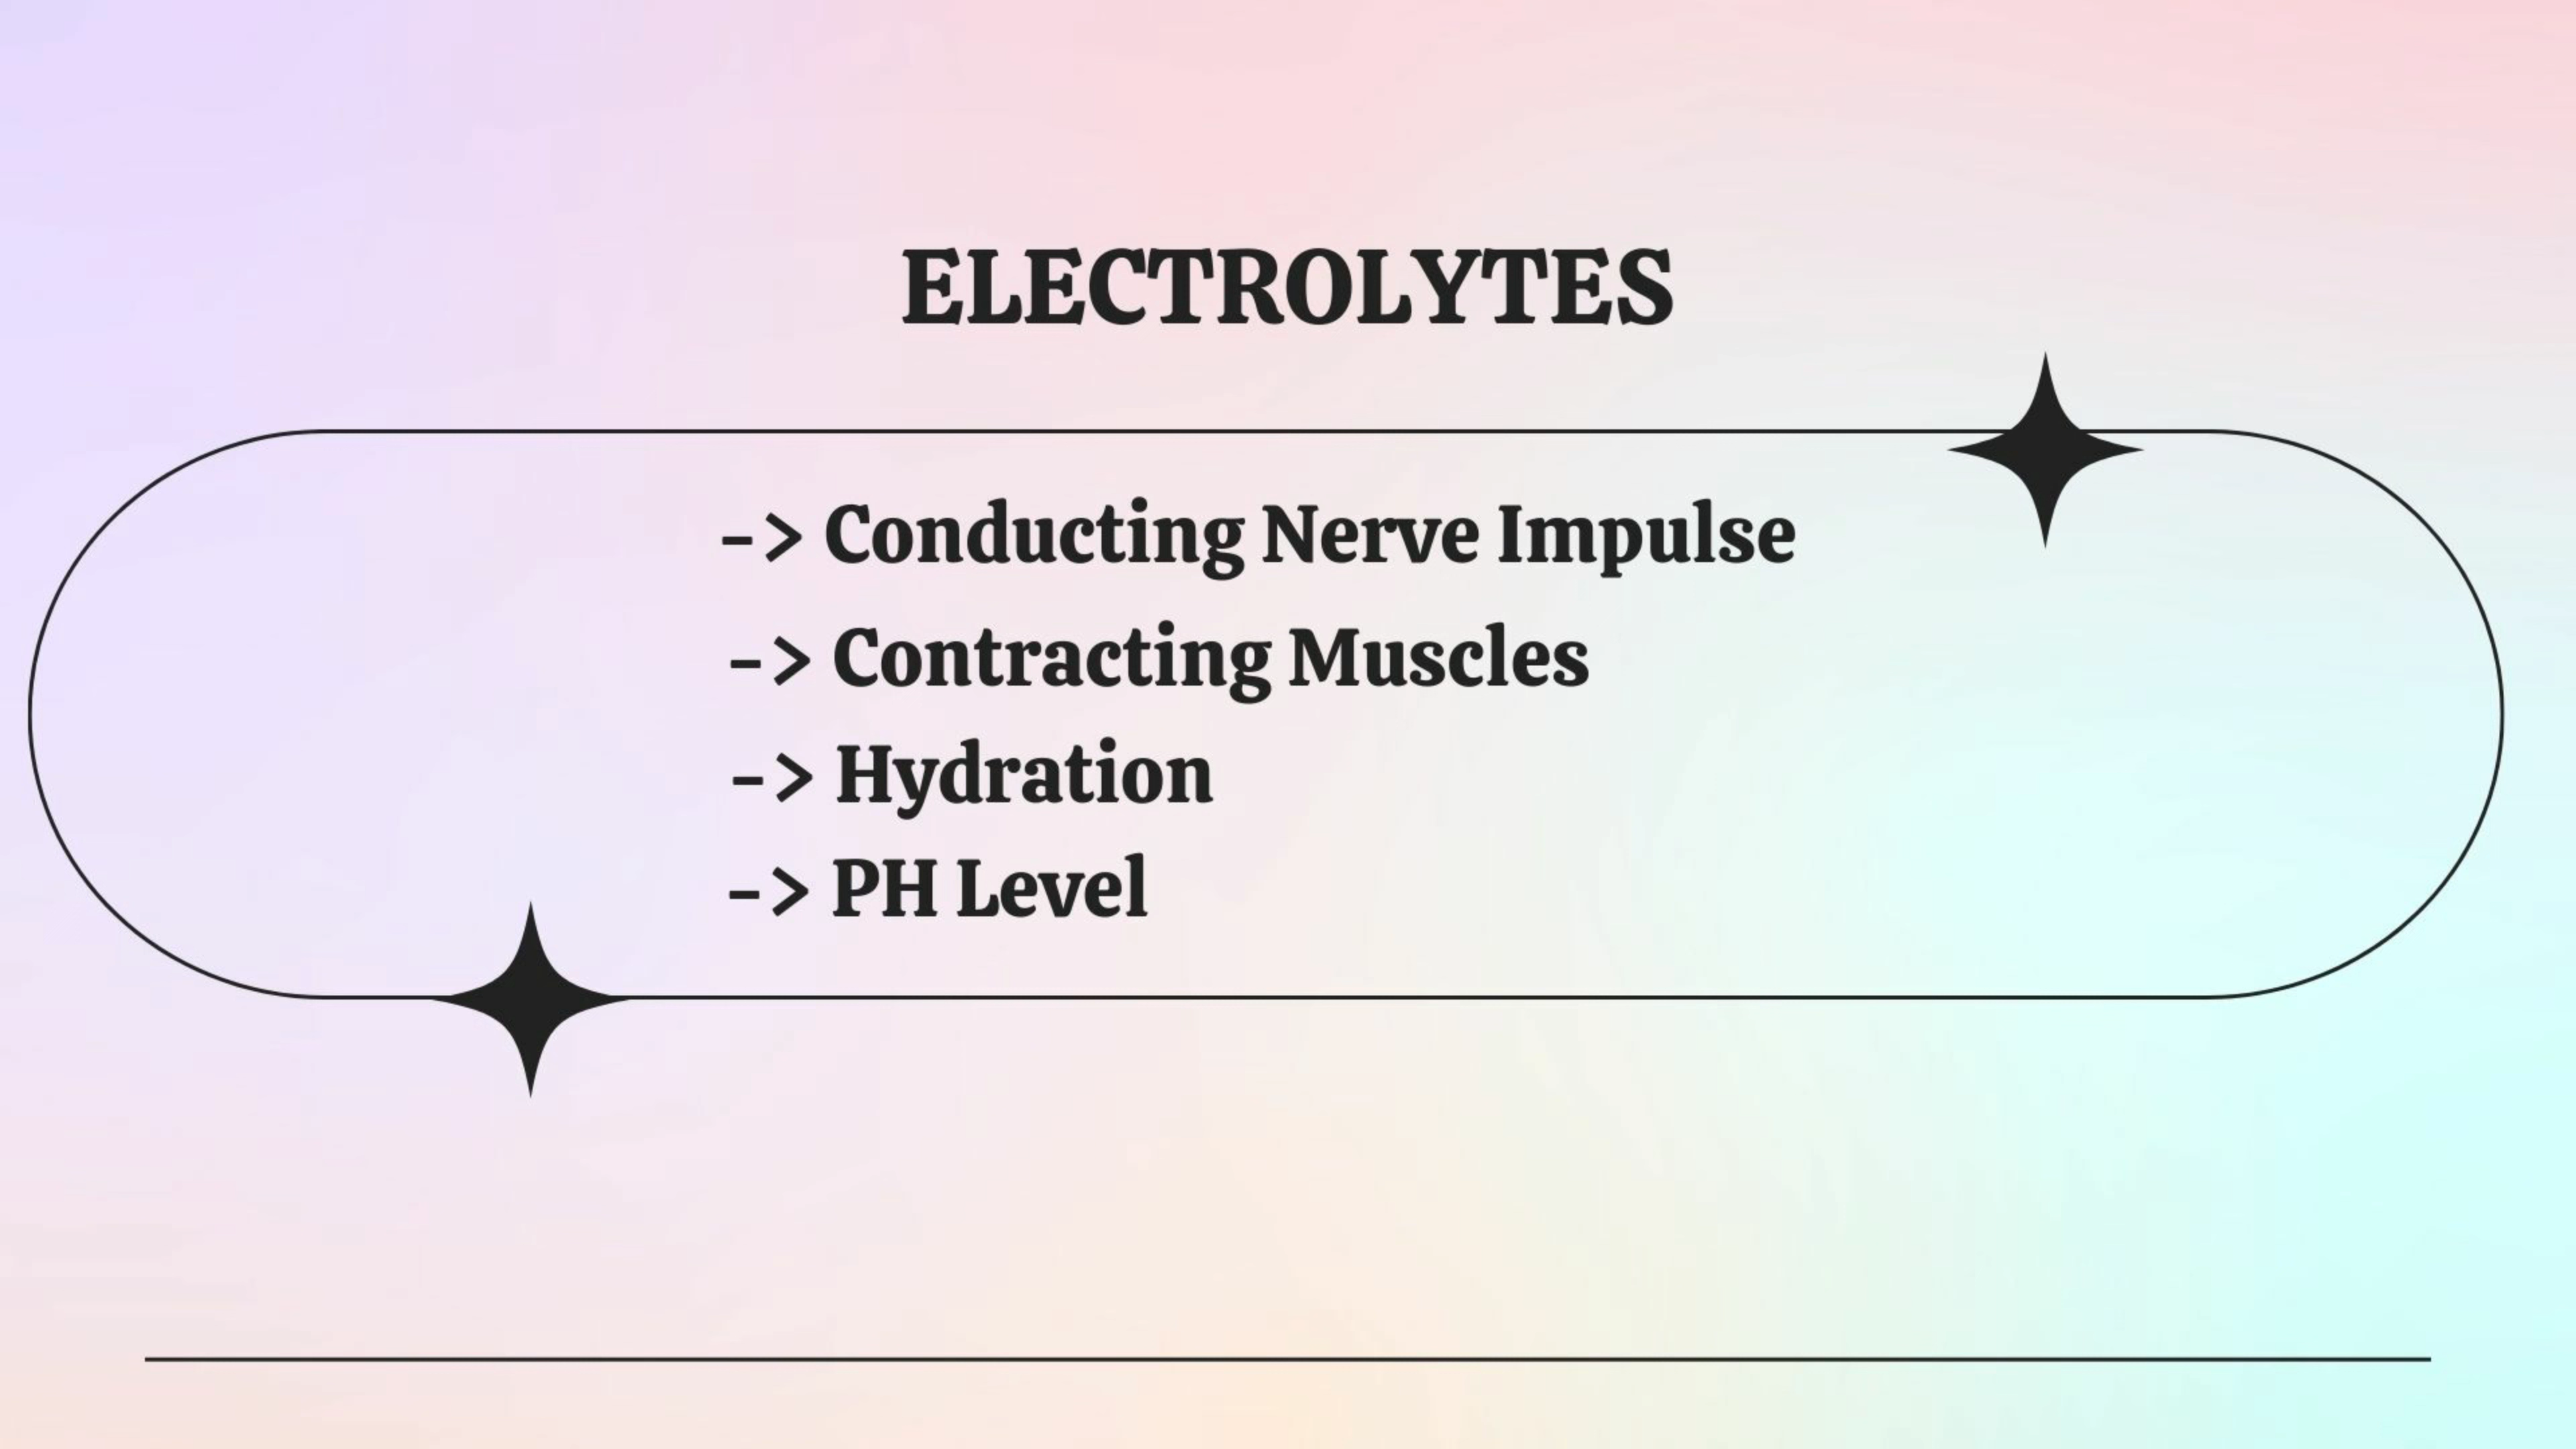 ELECTROLYTES
-> Conducting Nerve Impulse
-> Contracting Muscles
-> Hydration
-> PH Level